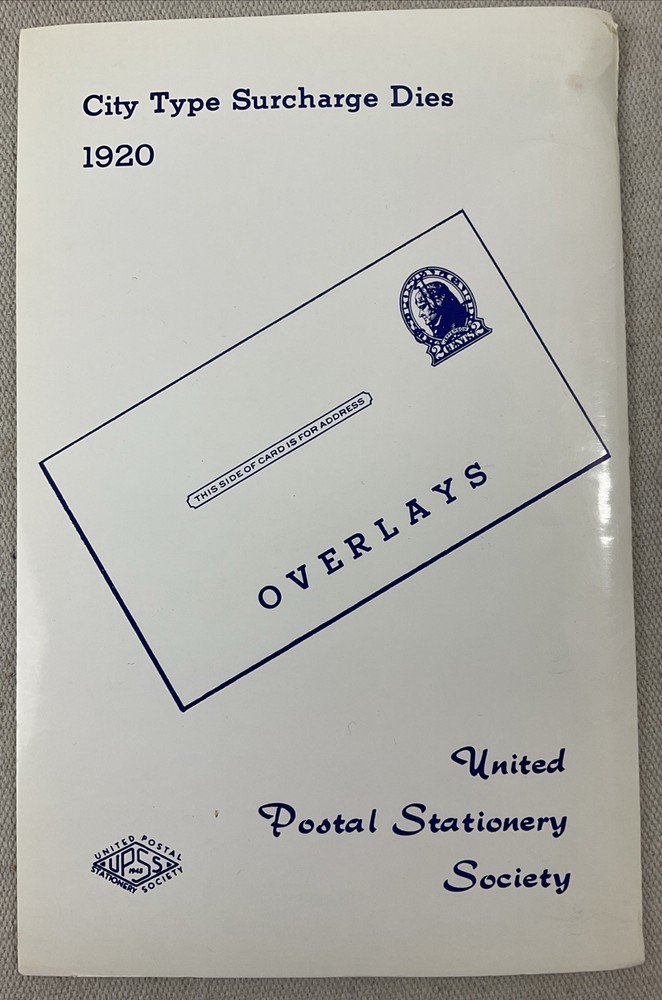 City Type Surcharge Dies
1920
THIS SIDE OF CARD IS FOR ADDRESS
OVERLAYS
United
Postal Stationery
Society
UNITED POSTAL
UPSS
1945
STATIONERY SOCIETY